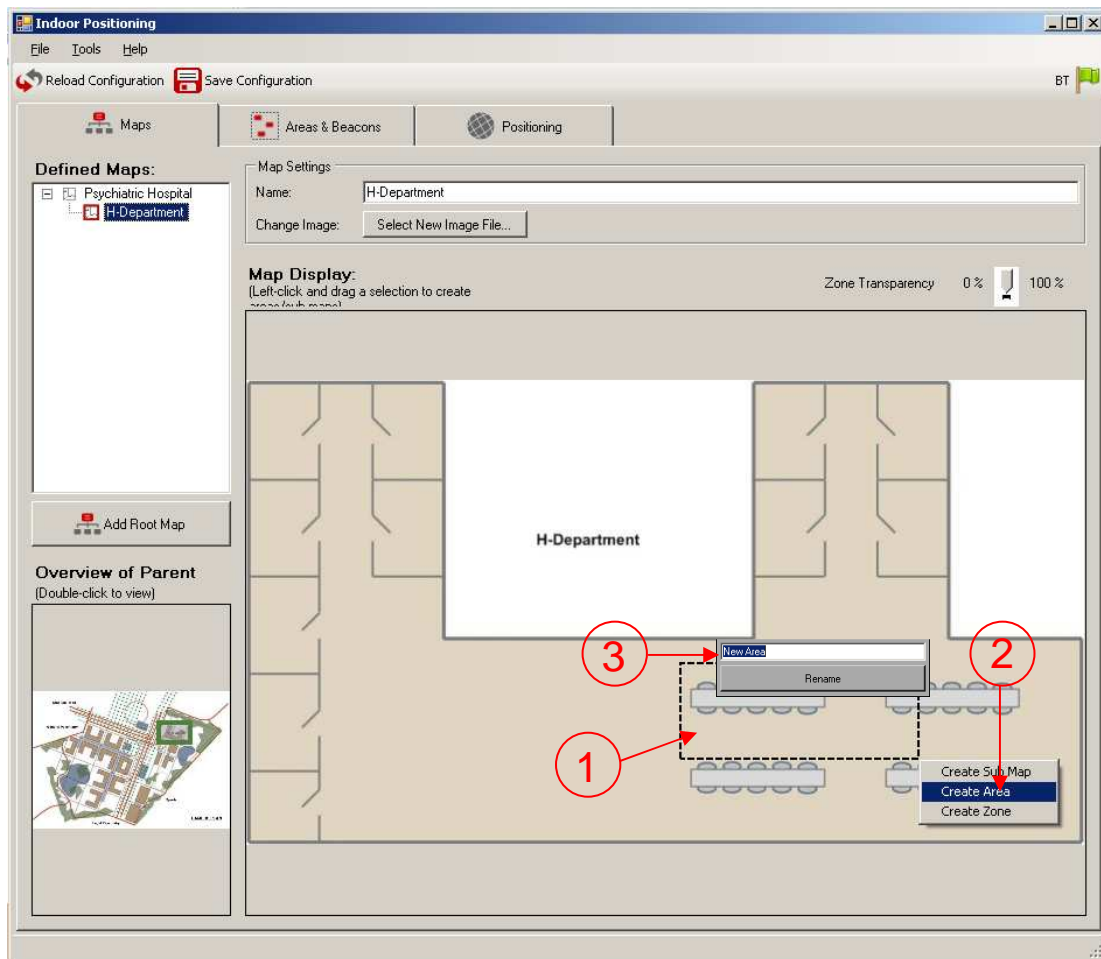 Indoor Positioning
File Tools Help
Reload Configuration Save Configuration BT
Maps Areas & Beacons Positioning
Defined Maps:
Psychiatric Hospital
H-Department
Add Root Map
Overview of Parent
(Double-click to view)
Map Settings
Name: H-Department
Change Image: Select New Image File...
Map Display:
(Left-click and drag a selection to create
areas/sub maps)
Zone Transparency 0 % 100 %
H-Department
3
New Area
Rename
2
1
Create Sub Map
Create Area
Create Zone